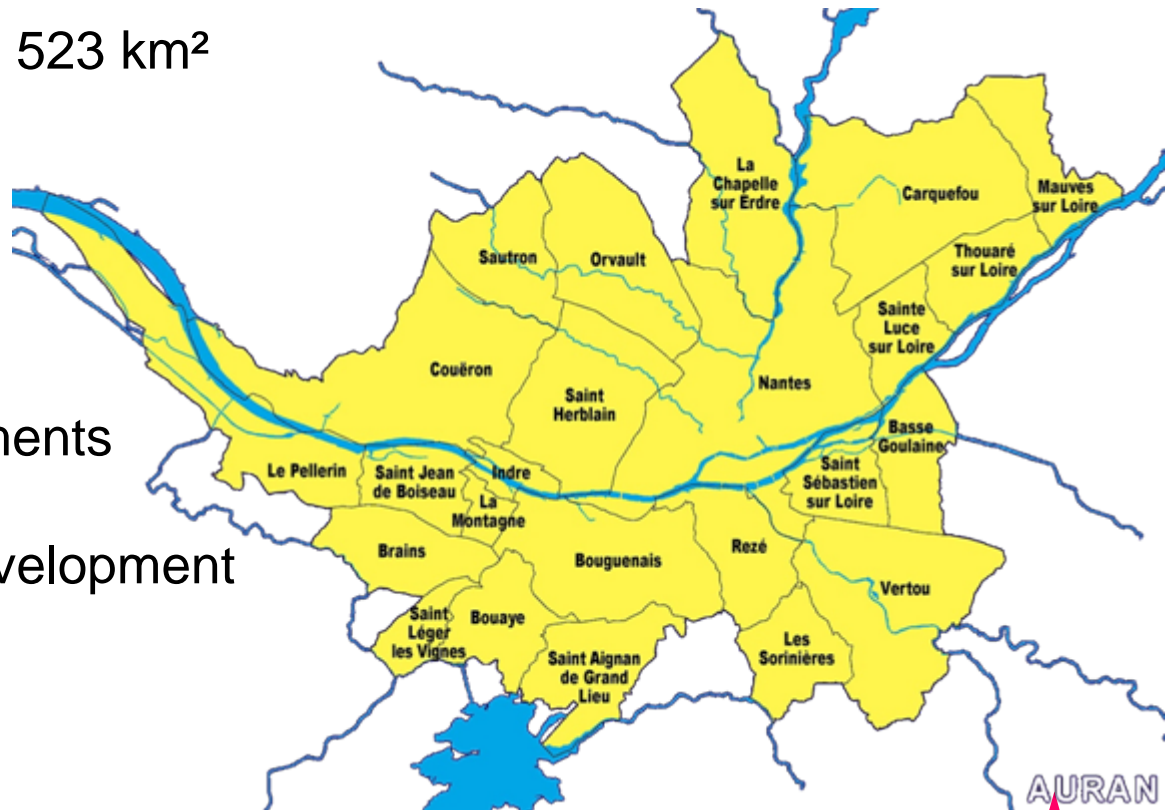 523 km²
La
Chapelle
sur Erdre
Carquefou
Mauves
sur Loire
Sautron
Orvault
Thouaré
sur Loire
Sainte
Luce
sur Loire
Couëron
Nantes
Saint
Herblain
ments
Basse
Goulaine
Le Pellerin
Saint Jean
de Boiseau
Indre
Saint
Sébastien
sur Loire
La
Montagne
Brains
Bouguenais
Rezé
velopment
Vertou
Saint
Léger
les Vignes
Bouaye
Saint Aignan
de Grand
Lieu
Les
Sorinières
AURAN